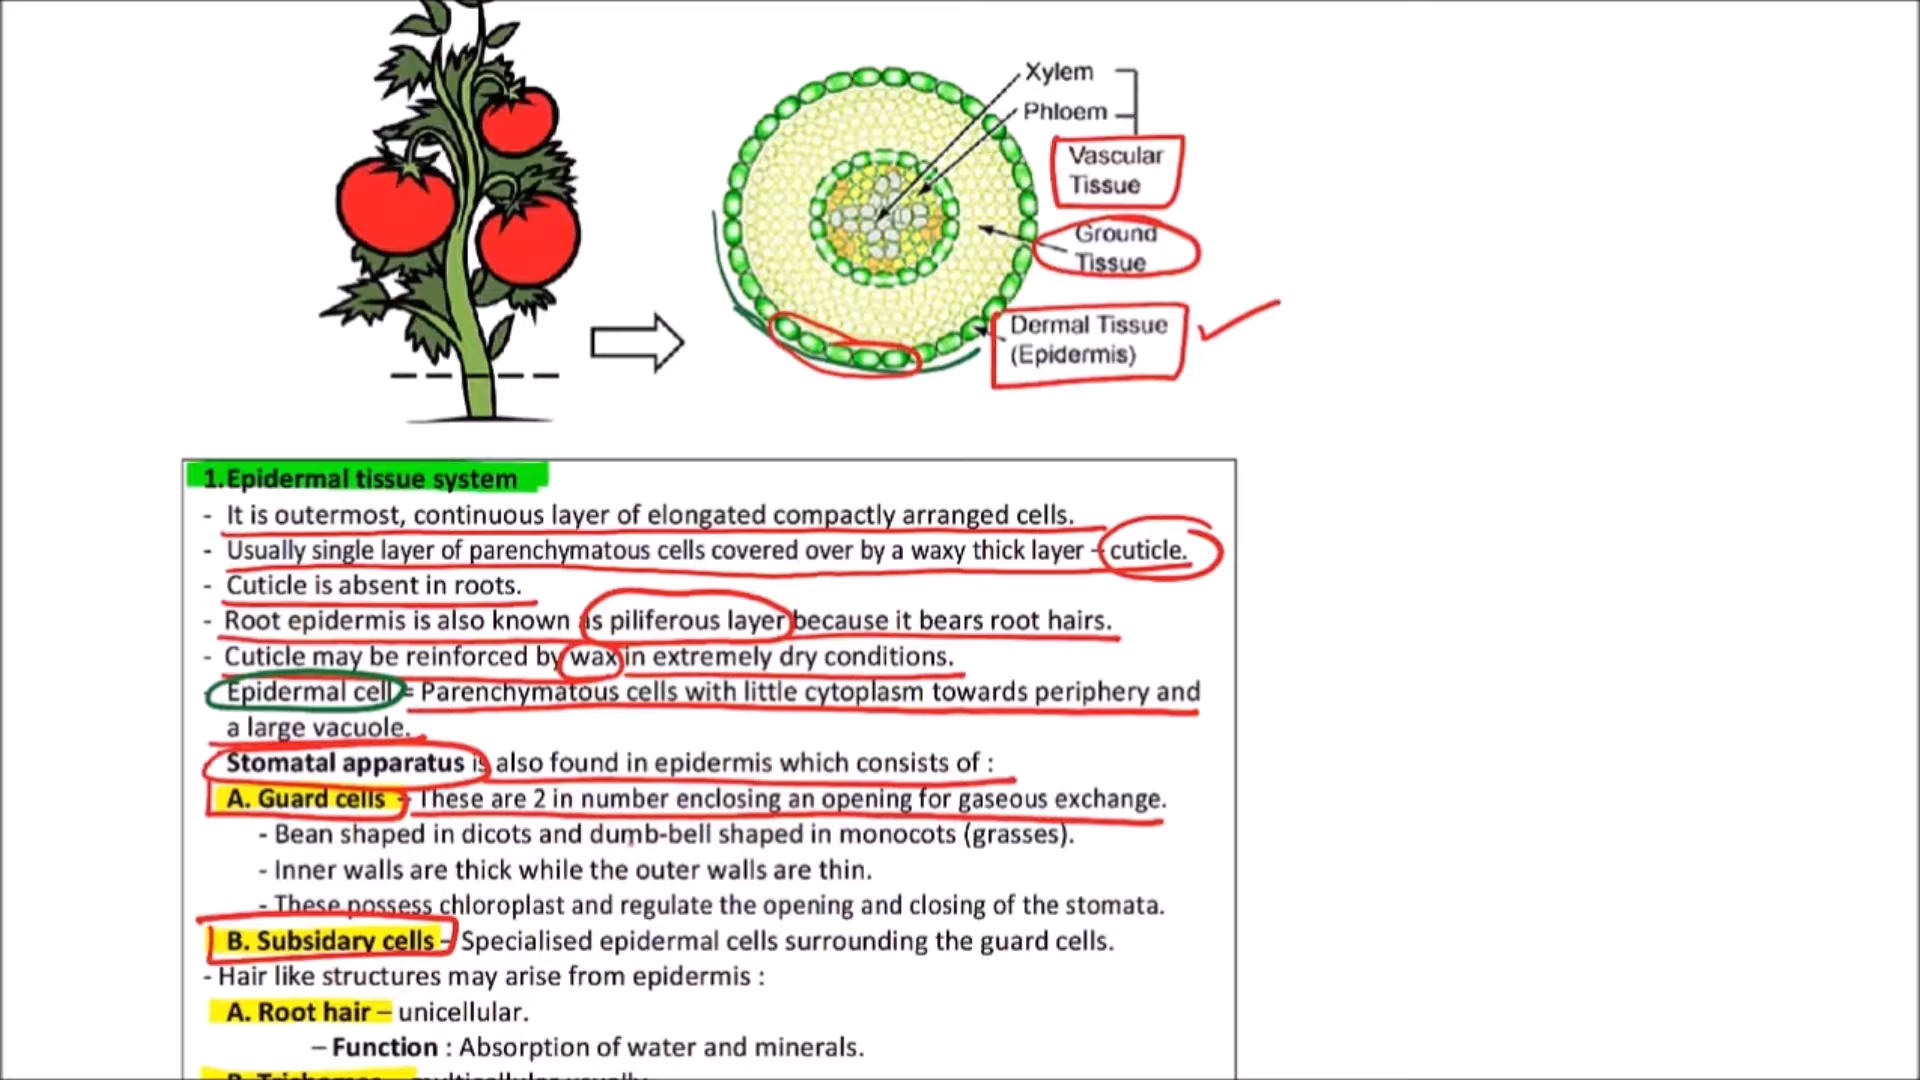 Xylem
Phloem
Vascular
Tissue
Ground
Tissue
Dermal Tissue
(Epidermis)
1.Epidermal tissue system
- It is outermost, continuous layer of elongated compactly arranged cells.
- Usually single layer of parenchymatous cells covered over by a waxy thick layer - cuticle.
- Cuticle is absent in roots.
- Root epidermis is also known as piliferous layer because it bears root hairs.
- Cuticle may be reinforced by wax in extremely dry conditions.
Epidermal cell = Parenchymatous cells with little cytoplasm towards periphery and
a large vacuole.
Stomatal apparatus is also found in epidermis which consists of :
A. Guard cells - These are 2 in number enclosing an opening for gaseous exchange.
- Bean shaped in dicots and dumb-bell shaped in monocots (grasses).
- Inner walls are thick while the outer walls are thin.
- These possess chloroplast and regulate the opening and closing of the stomata.
B. Subsidary cells - Specialised epidermal cells surrounding the guard cells.
- Hair like structures may arise from epidermis :
A. Root hair – unicellular.
– Function : Absorption of water and minerals.
B. Trichomes – multicellular usually